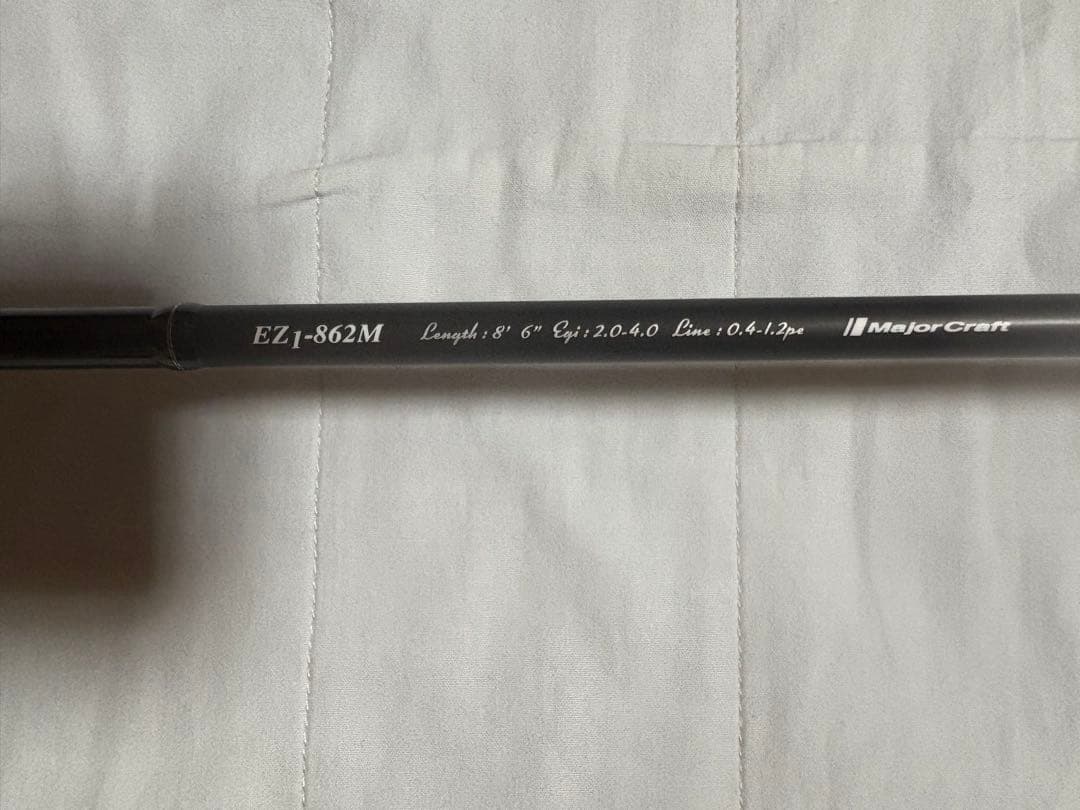 EZ1-862M Length : 8' 6" Egi : 2.0-4.0 Line : 0.4-1.2pe MajorCraft